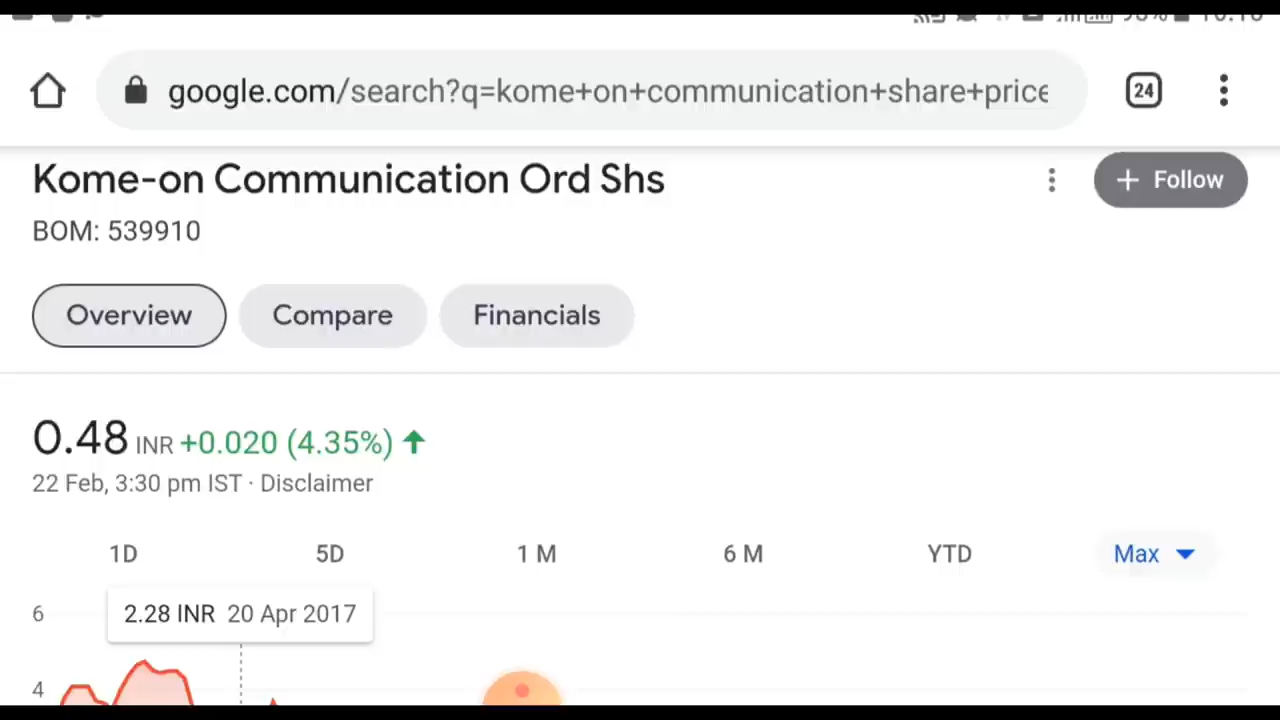 google.com/search?q=kome+on+communication+share+price
24
Kome-on Communication Ord Shs
+ Follow
BOM: 539910
Overview
Compare
Financials
0.48 INR +0.020 (4.35%) ↑
22 Feb, 3:30 pm IST · Disclaimer
1D
5D
1 M
6 M
YTD
Max
6
2.28 INR 20 Apr 2017
4